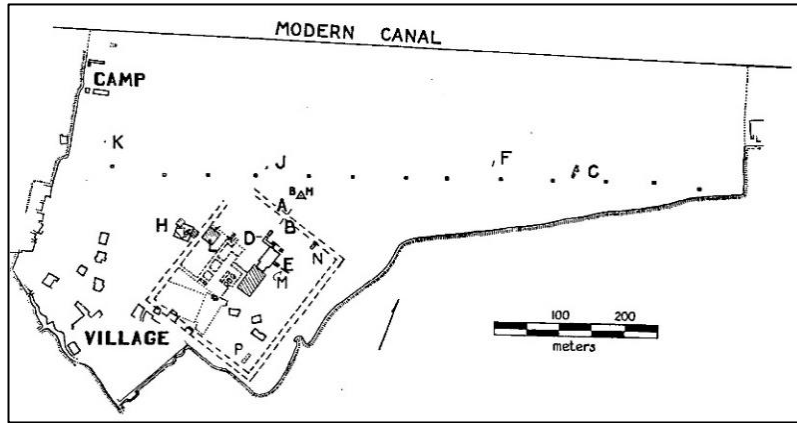 MODERN CANAL
CAMP
K
J
F
C
B M
A
B
H
D
N
E
M
VILLAGE
P
100 200
meters